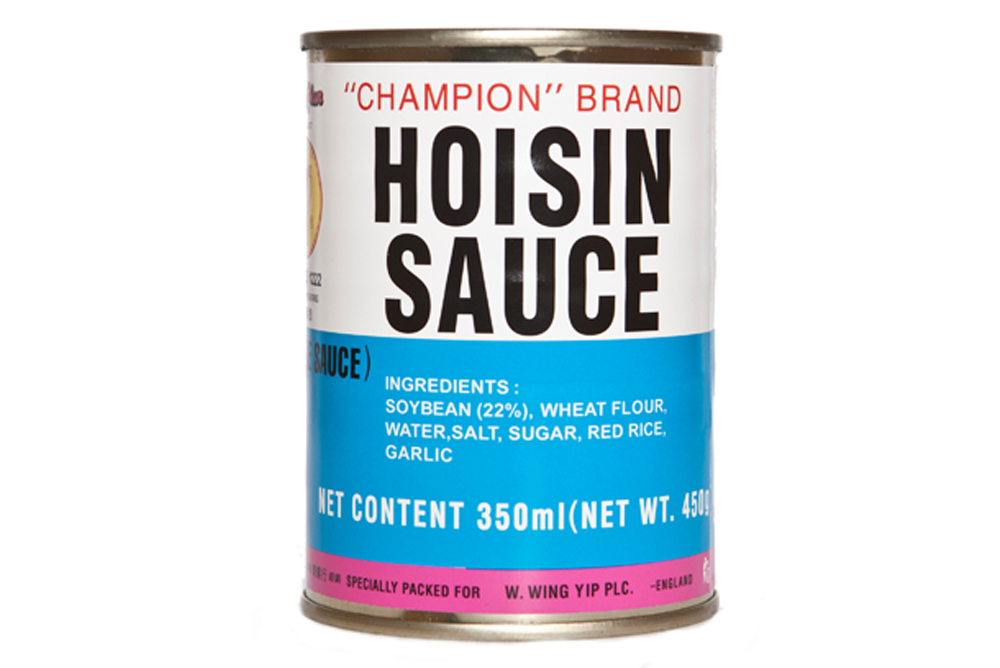 "CHAMPION" BRAND
HOISIN
SAUCE
SAUCE)
INGREDIENTS :
SOYBEAN (22%), WHEAT FLOUR,
WATER,SALT, SUGAR, RED RICE,
GARLIC
NET CONTENT 350ml(NET WT. 450g
SPECIALLY PACKED FOR W. WING YIP PLC. -ENGLAND